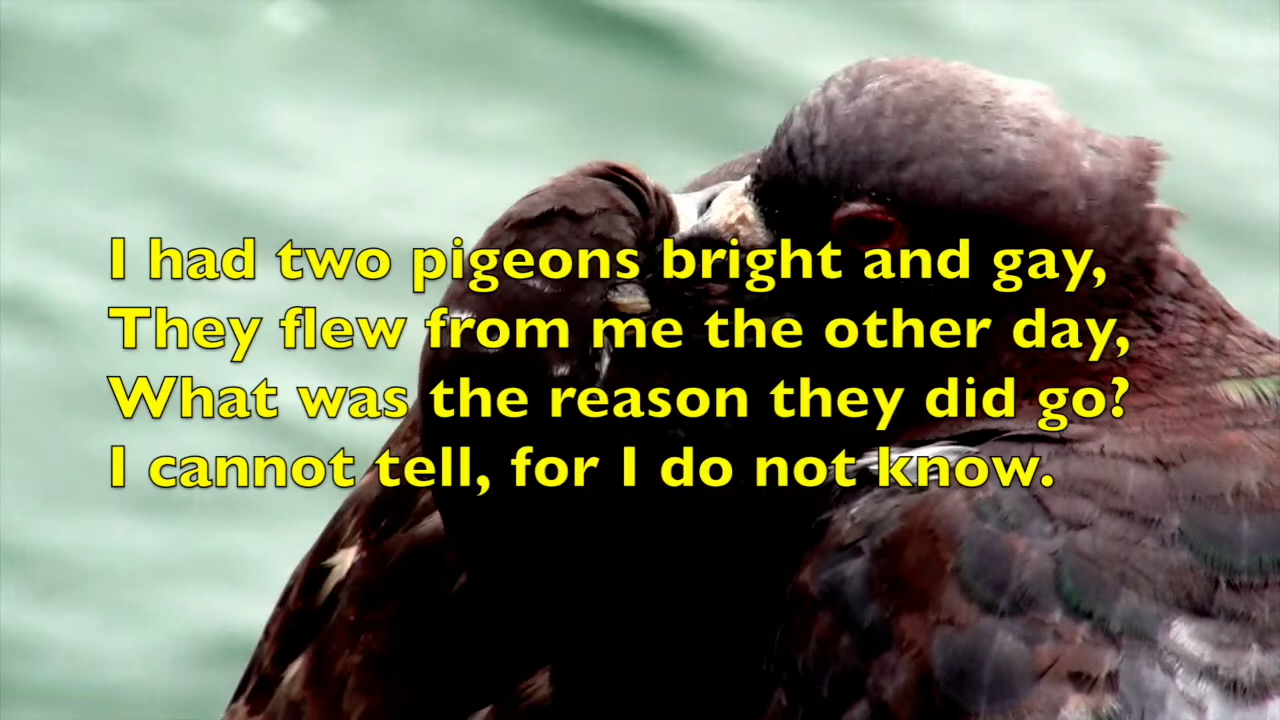 I had two pigeons bright and gay,
They flew from me the other day,
What was the reason they did go?
I cannot tell, for I do not know.